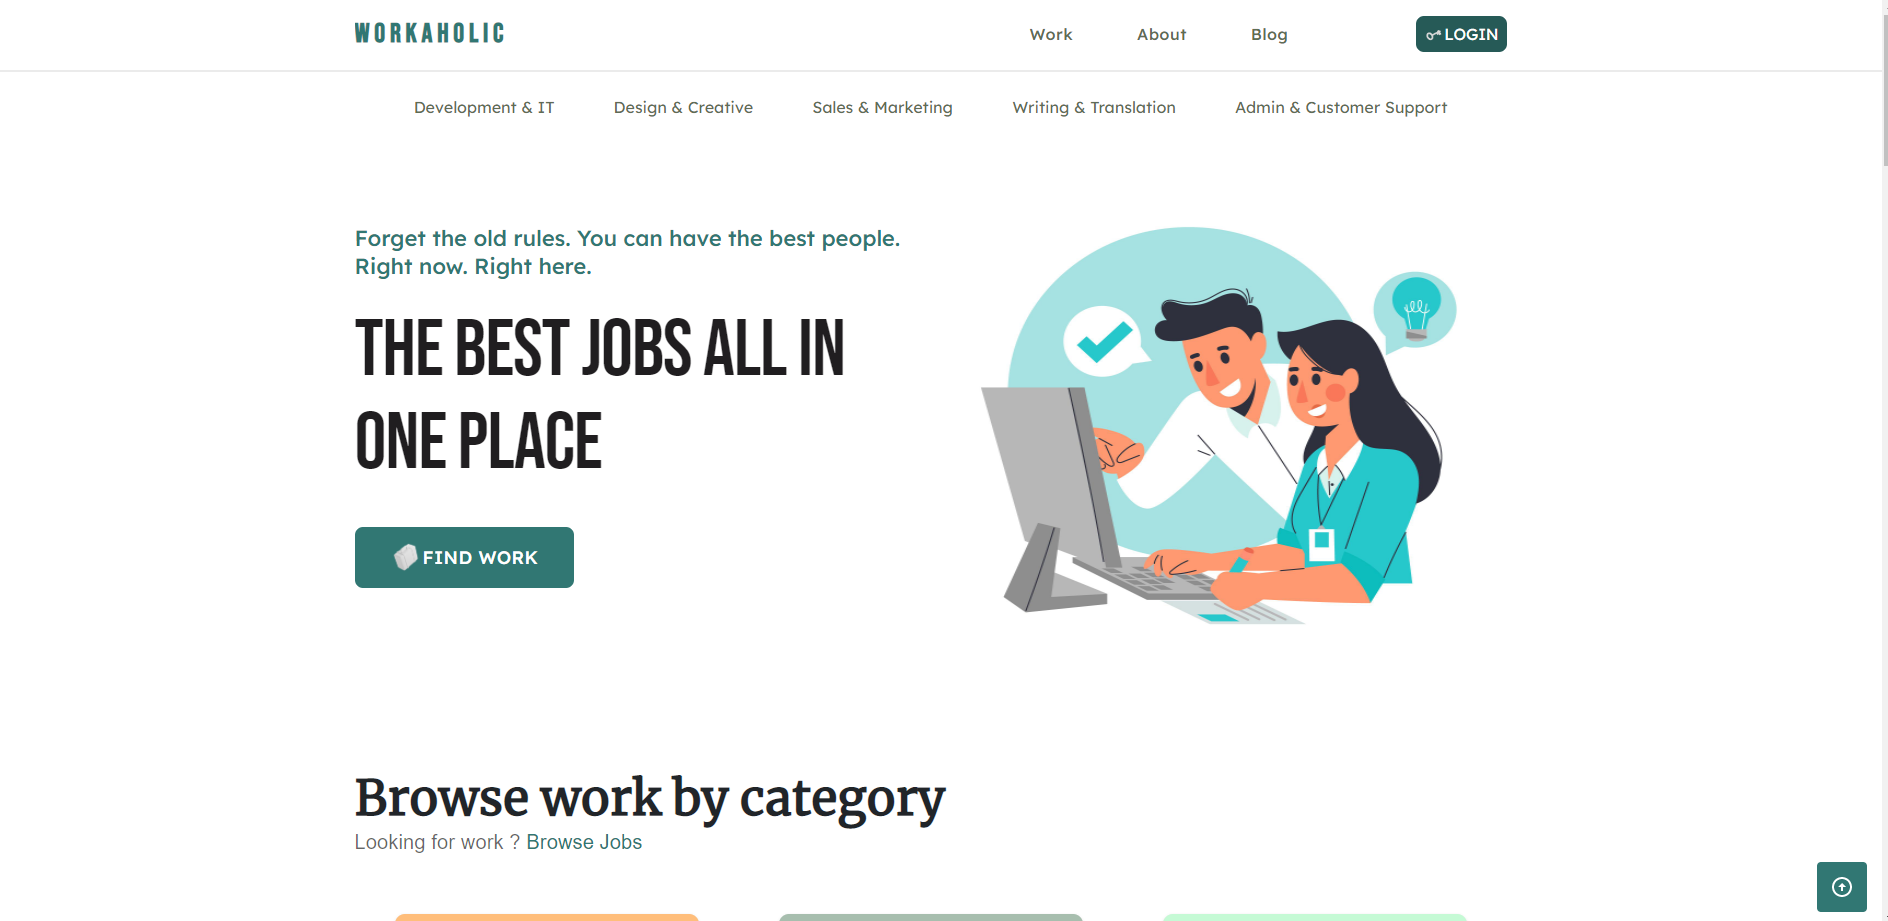 WORKAHOLIC
Work
About
Blog
LOGIN
Development & IT
Design & Creative
Sales & Marketing
Writing & Translation
Admin & Customer Support
Forget the old rules. You can have the best people.
Right now. Right here.
THE BEST JOBS ALL IN
ONE PLACE
FIND WORK
Browse work by category
Looking for work ? Browse Jobs